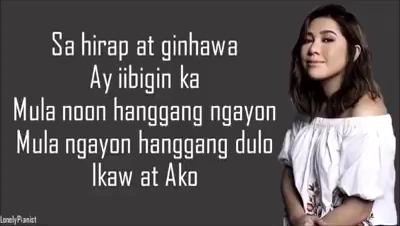 Sa hirap at ginhawa
Ay iibigin ka
Mula noon hanggang ngayon
Mula ngayon hanggang dulo
Ikaw at Ako
LonelyPianist